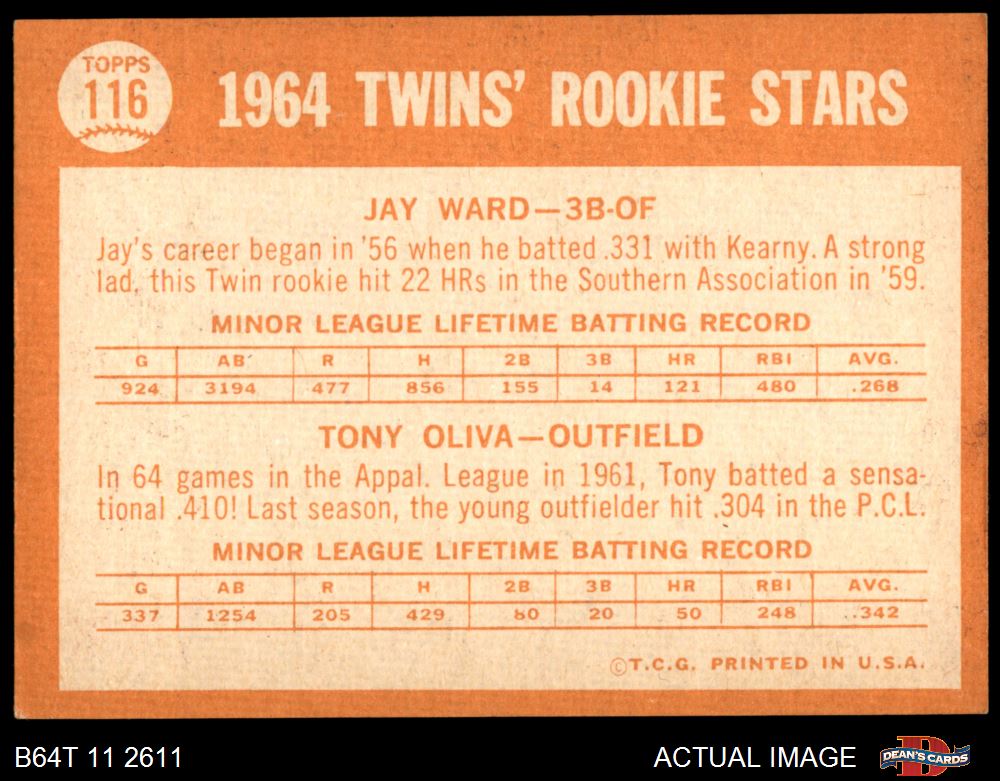 TOPPS
116
1964 TWINS' ROOKIE STARS
JAY WARD—3B-OF
Jay's career began in '56 when he batted .331 with Kearny. A strong
lad, this Twin rookie hit 22 HRs in the Southern Association in '59.
MINOR LEAGUE LIFETIME BATTING RECORD
G AB R H 2B 3B HR RBI AVG.
924 3194 477 856 155 14 121 480 .268
TONY OLIVA—OUTFIELD
In 64 games in the Appal. League in 1961, Tony batted a sensa-
tional .410! Last season, the young outfielder hit .304 in the P.C.L.
MINOR LEAGUE LIFETIME BATTING RECORD
G AB R H 2B 3B HR RBI AVG.
337 1254 205 429 80 20 50 248 .342
©T.C.G. PRINTED IN U.S.A.
B64T 11 2611
ACTUAL IMAGE
DEAN'S CARDS